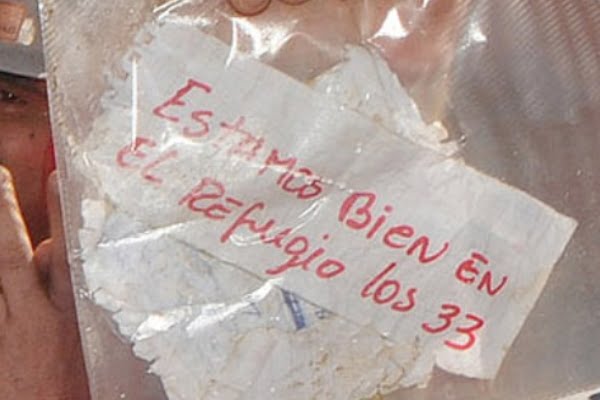 EstAMOS BiEN EN
EL REfugio los 33